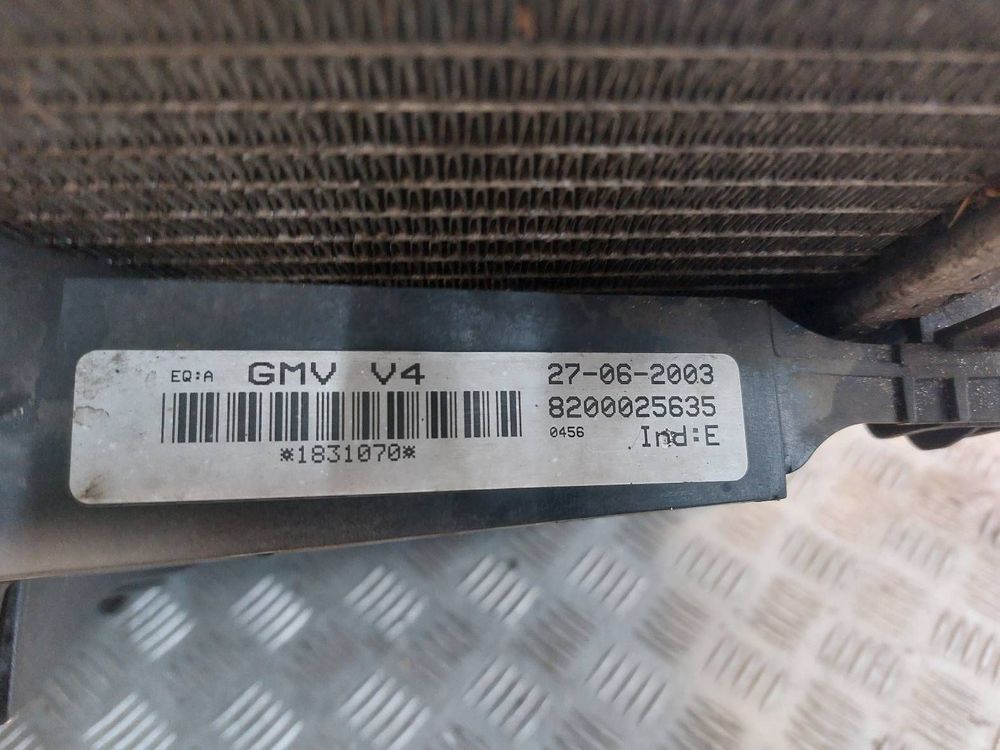 EQ:A GMV V4 27-06-2003
8200025635
0456 Ind:E
*1831070*